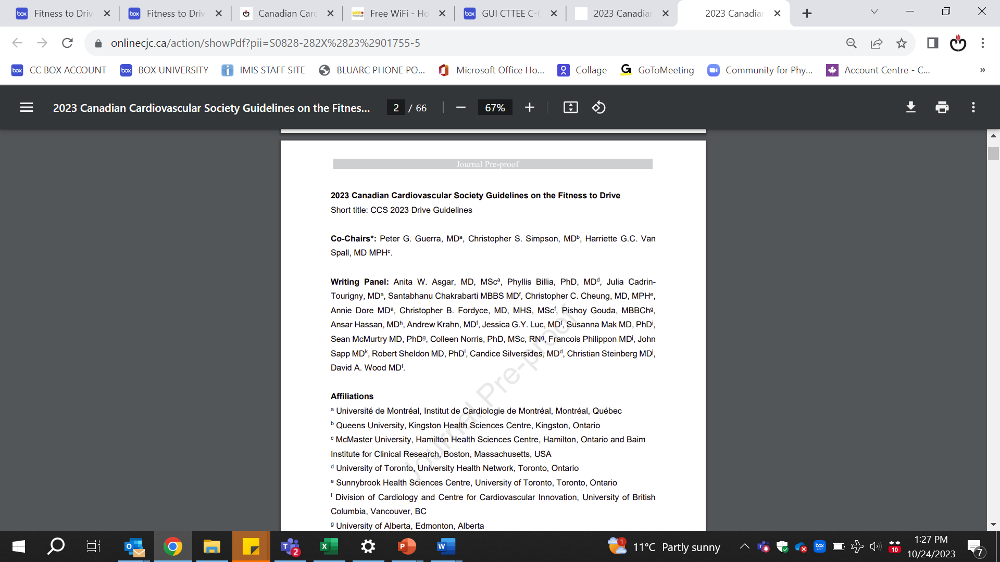 Fitness to Driv
Fitness to Driv
Canadian Card
Free WiFi - Ho
GUI CTTEE C-C
2023 Canadian
2023 Canadian
onlinecjc.ca/action/showPdf?pii=S0828-282X%2823%2901755-5
box CC BOX ACCOUNT
box BOX UNIVERSITY
IMIS STAFF SITE
BLUARC PHONE PO...
Microsoft Office Ho...
Collage
G GoToMeeting
Community for Phy...
Account Centre - C...
»
2023 Canadian Cardiovascular Society Guidelines on the Fitnes...
2 / 66
67%
Journal Pre-proof
2023 Canadian Cardiovascular Society Guidelines on the Fitness to Drive
Short title: CCS 2023 Drive Guidelines
Co-Chairs*: Peter G. Guerra, MDᵃ, Christopher S. Simpson, MDᵇ, Harriette G.C. Van
Spall, MD MPHᶜ.
Writing Panel: Anita W. Asgar, MD, MScᵃ, Phyllis Billia, PhD, MDᵈ, Julia Cadrin-
Tourigny, MDᵃ, Santabhanu Chakrabarti MBBS MDᶠ, Christopher C. Cheung, MD, MPHᵉ,
Annie Dore MDᵃ, Christopher B. Fordyce, MD, MHS, MScᶠ, Pishoy Gouda, MBBChᵍ,
Ansar Hassan, MDʰ, Andrew Krahn, MDᶠ, Jessica G.Y. Luc, MDᶠ, Susanna Mak MD, PhDⁱ,
Sean McMurtry MD, PhDᵍ, Colleen Norris, PhD, MSc, RNᵍ, Francois Philippon MDʲ, John
Sapp MDᵏ, Robert Sheldon MD, PhDˡ, Candice Silversides, MDᵈ, Christian Steinberg MDʲ,
David A. Wood MDᶠ.
Affiliations
ᵃ Université de Montréal, Institut de Cardiologie de Montréal, Montréal, Québec
ᵇ Queens University, Kingston Health Sciences Centre, Kingston, Ontario
ᶜ McMaster University, Hamilton Health Sciences Centre, Hamilton, Ontario and Baim
Institute for Clinical Research, Boston, Massachusetts, USA
ᵈ University of Toronto, University Health Network, Toronto, Ontario
ᵉ Sunnybrook Health Sciences Centre, University of Toronto, Toronto, Ontario
ᶠ Division of Cardiology and Centre for Cardiovascular Innovation, University of British
Columbia, Vancouver, BC
ᵍ University of Alberta, Edmonton, Alberta
Journal Pre-proof
11°C Partly sunny
1:27 PM
10/24/2023